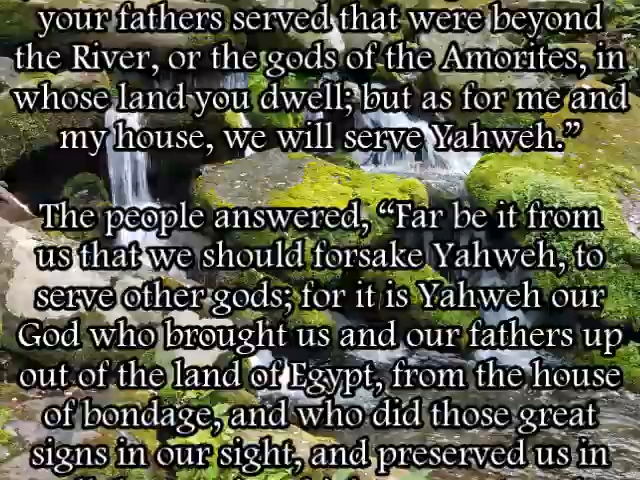 your fathers served that were beyond
the River, or the gods of the Amorites, in
whose land you dwell; but as for me and
my house, we will serve Yahweh.”
The people answered, “Far be it from
us that we should forsake Yahweh, to
serve other gods; for it is Yahweh our
God who brought us and our fathers up
out of the land of Egypt, from the house
of bondage, and who did those great
signs in our sight, and preserved us in